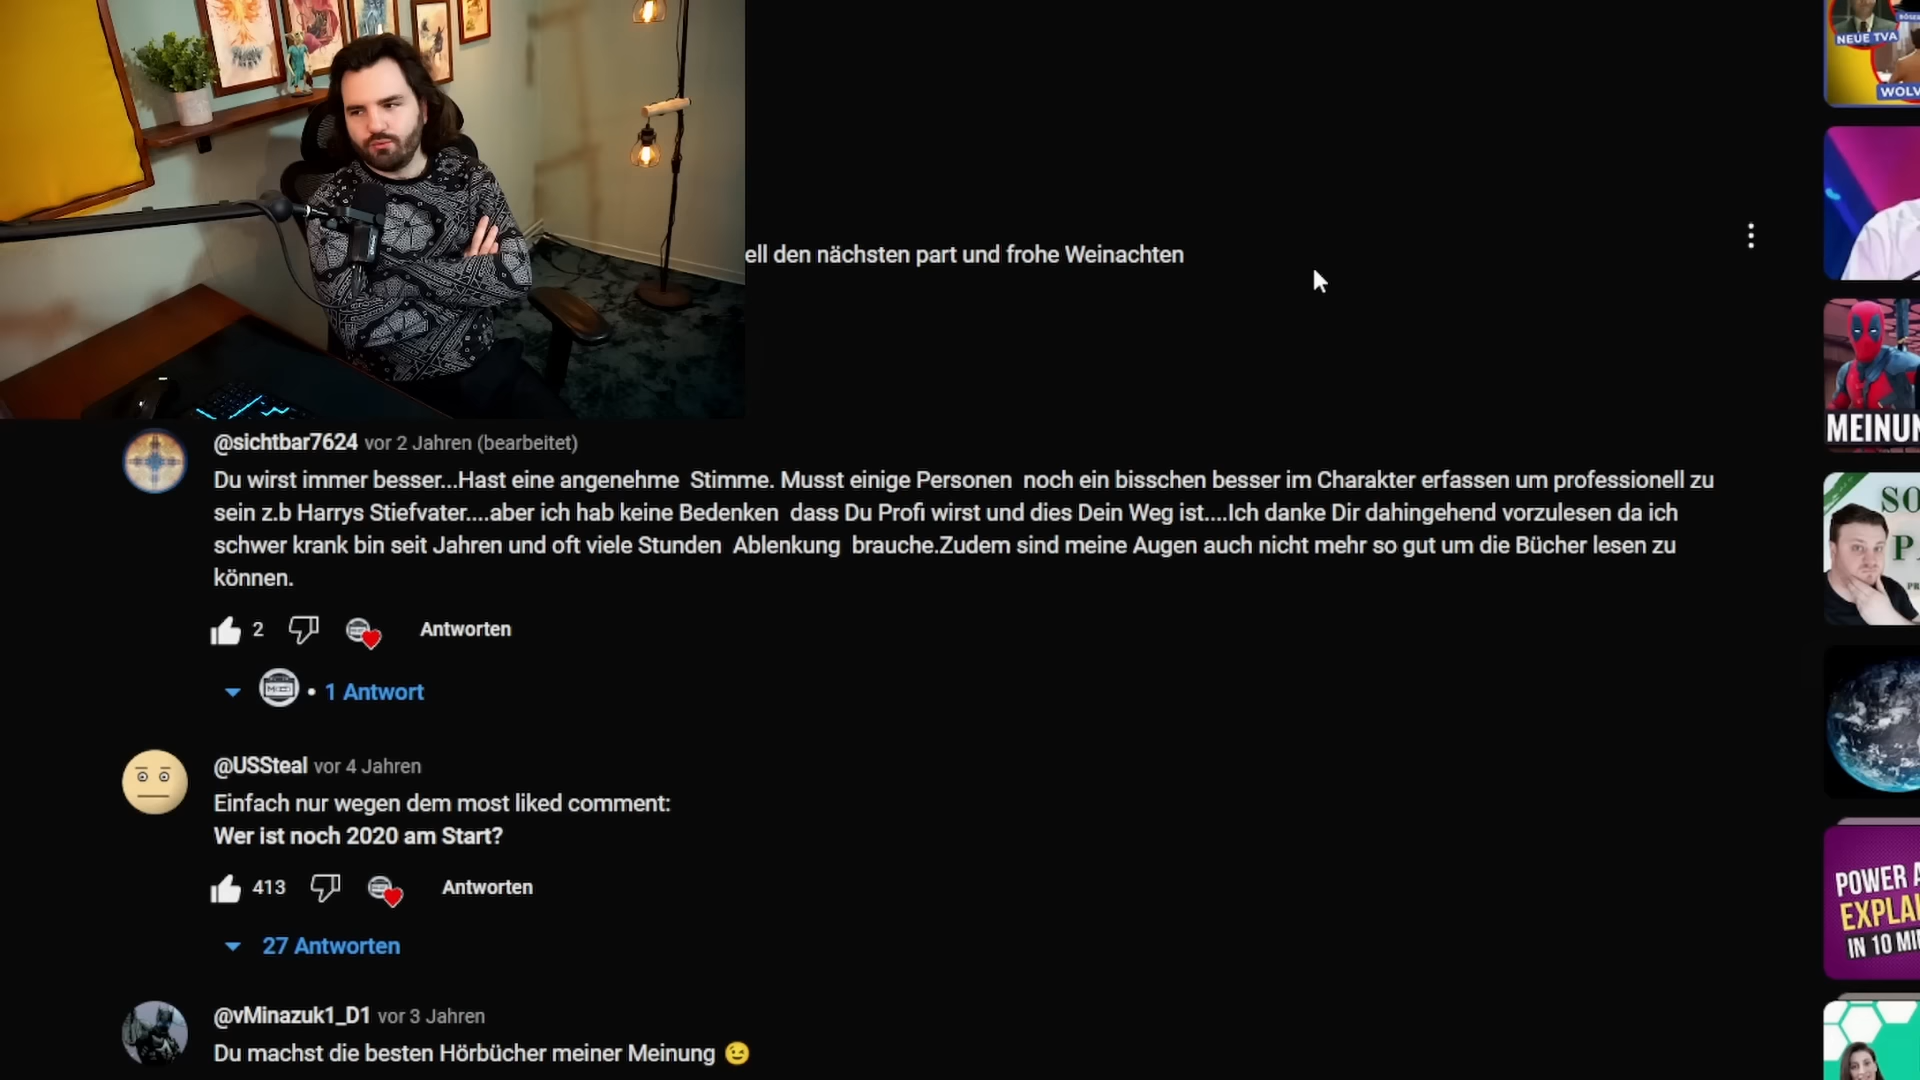 NEUE TVA
WOLV
ell den nächsten part und frohe Weinachten
MEINUN
@sichtbar7624 vor 2 Jahren (bearbeitet)
Du wirst immer besser...Hast eine angenehme Stimme. Musst einige Personen noch ein bisschen besser im Charakter erfassen um professionell zu
sein z.b Harrys Stiefvater....aber ich hab keine Bedenken dass Du Profi wirst und dies Dein Weg ist....Ich danke Dir dahingehend vorzulesen da ich
schwer krank bin seit Jahren und oft viele Stunden Ablenkung brauche.Zudem sind meine Augen auch nicht mehr so gut um die Bücher lesen zu
können.
2 Antworten
1 Antwort
SO
PA
@USSteal vor 4 Jahren
Einfach nur wegen dem most liked comment:
Wer ist noch 2020 am Start?
413 Antworten
27 Antworten
POWER A
EXPLAI
IN 10 MI
@vMinazuk1_D1 vor 3 Jahren
Du machst die besten Hörbücher meiner Meinung 😉